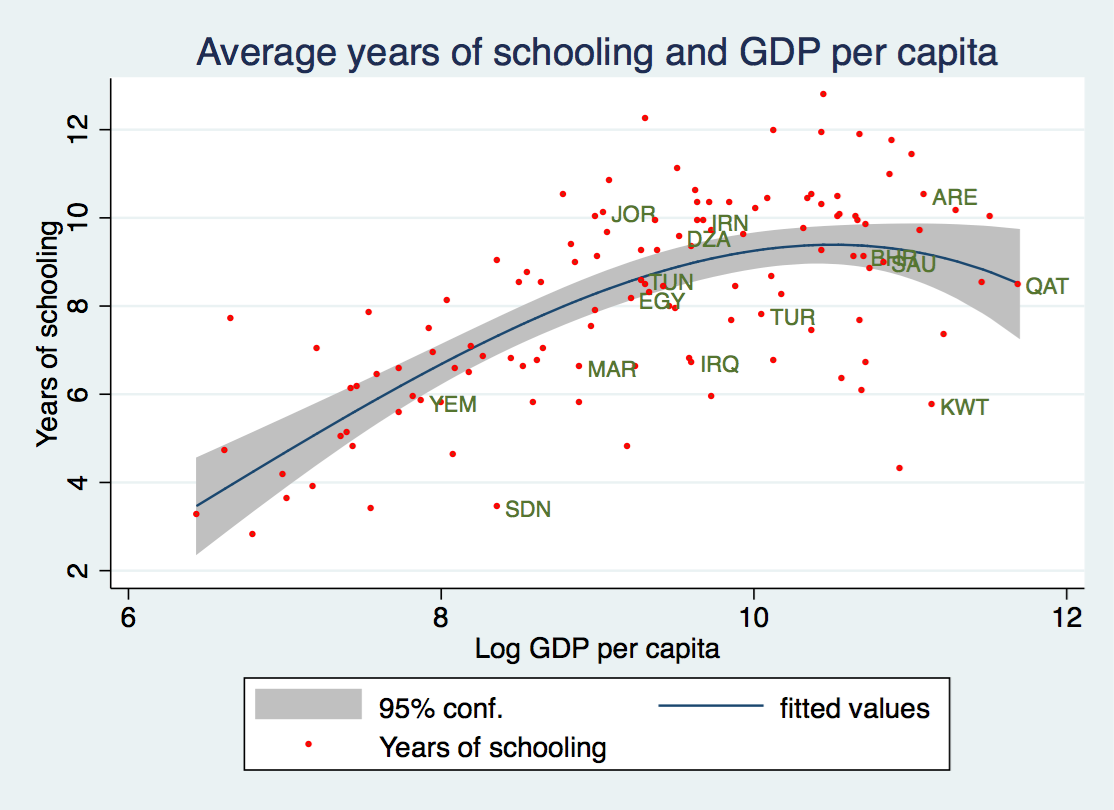 Average years of schooling and GDP per capita
Years of schooling
12
10
8
6
4
2
ARE
JOR
IRN
DZA
BHR
SAU
TUN
QAT
EGY
TUR
MAR
IRQ
YEM
KWT
SDN
6 8 10 12
Log GDP per capita
95% conf. fitted values
Years of schooling